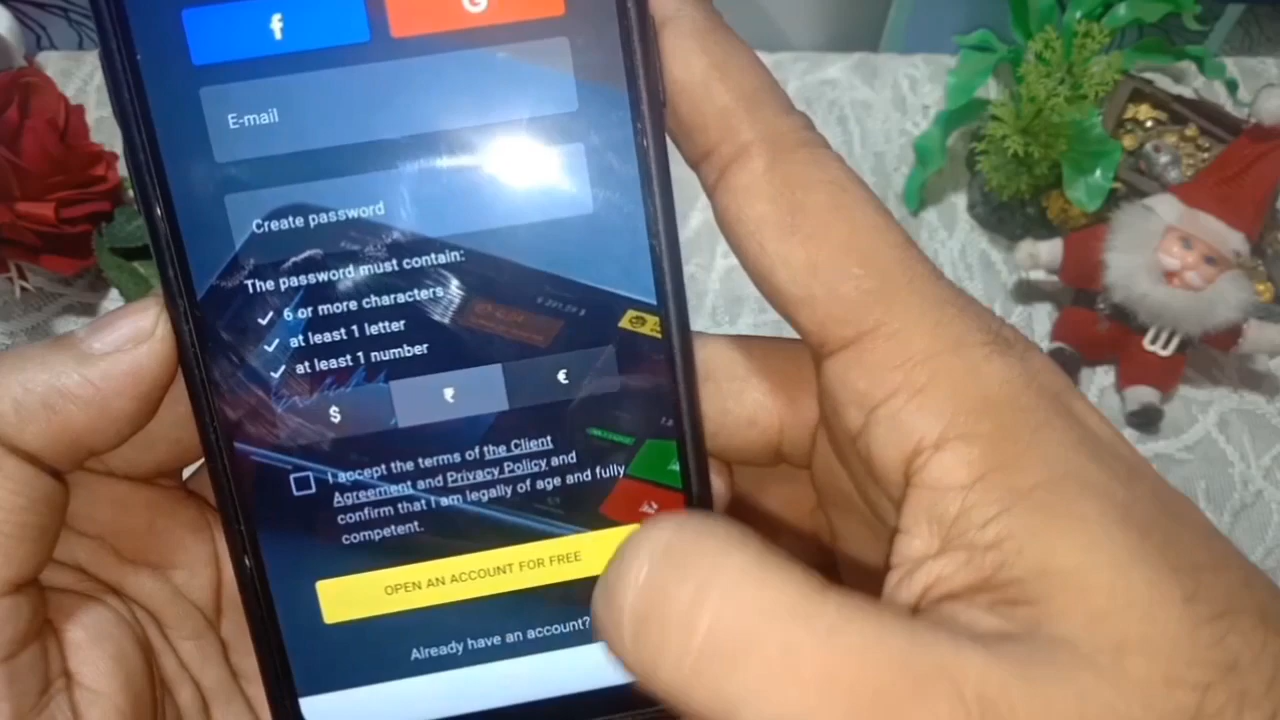 f G
E-mail
Create password
The password must contain:
6 or more characters
at least 1 letter
at least 1 number
$ ₹ €
I accept the terms of the Client
Agreement and Privacy Policy and
confirm that I am legally of age and fully
competent.
OPEN AN ACCOUNT FOR FREE
Already have an account?